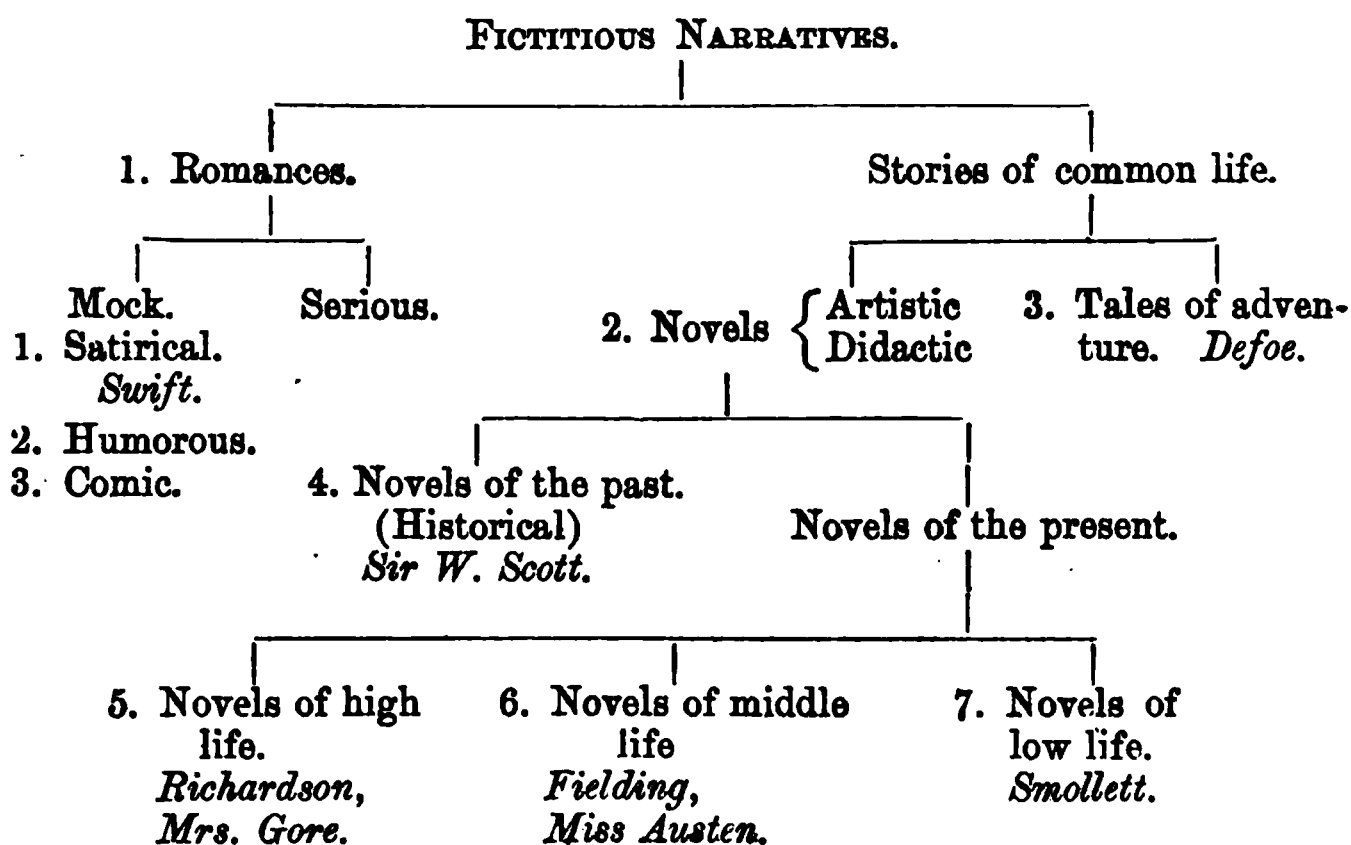 FICTITIOUS NARRATIVES.
1. Romances.
Stories of common life.
Mock.
1. Satirical.
Swift.
2. Humorous.
3. Comic.
Serious.
2. Novels { Artistic
Didactic
3. Tales of adven-
ture. Defoe.
4. Novels of the past.
(Historical)
Sir W. Scott.
Novels of the present.
5. Novels of high
life.
Richardson,
Mrs. Gore.
6. Novels of middle
life
Fielding,
Miss Austen.
7. Novels of
low life.
Smollett.